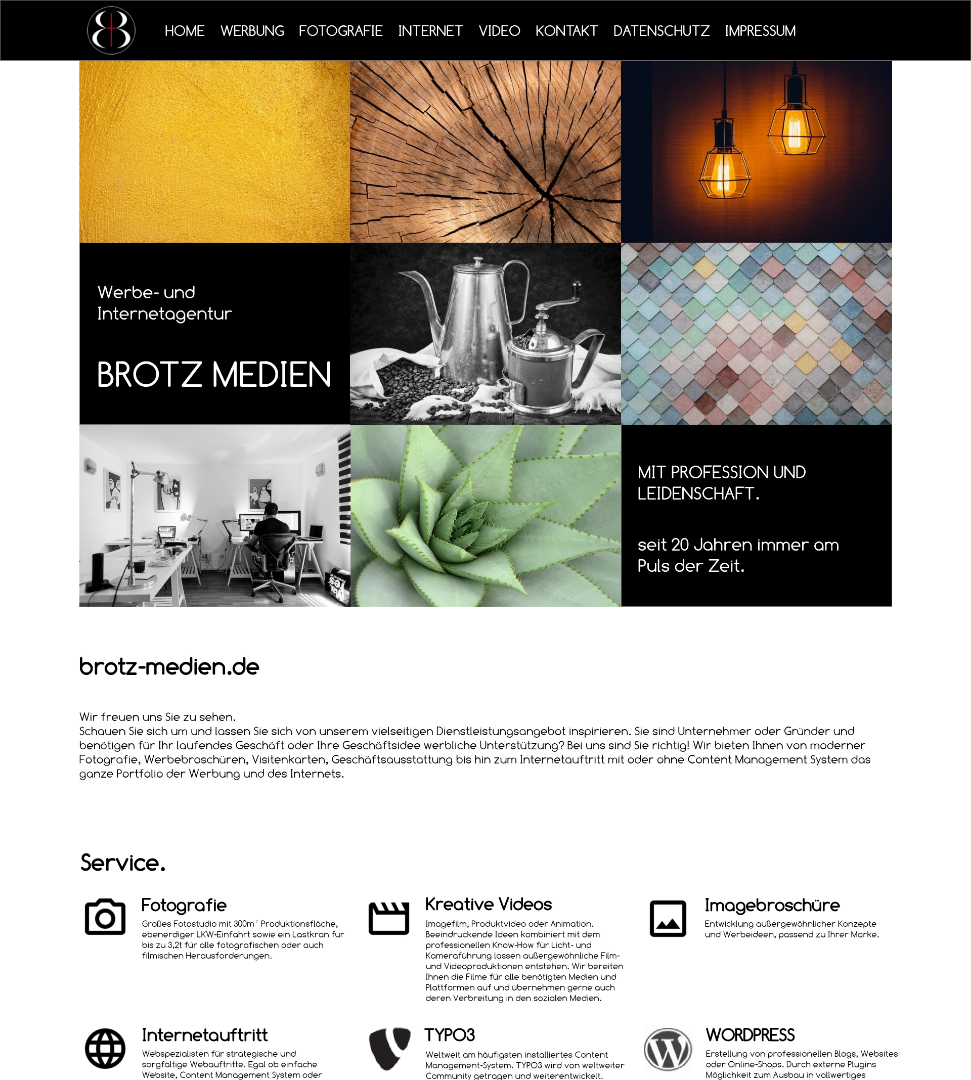 HOME WERBUNG FOTOGRAFIE INTERNET VIDEO KONTAKT DATENSCHUTZ IMPRESSUM
Werbe- und
Internetagentur
BROTZ MEDIEN
MIT PROFESSION UND
LEIDENSCHAFT.
seit 20 Jahren immer am
Puls der Zeit.
brotz-medien.de
Wir freuen uns Sie zu sehen.
Schauen Sie sich um und lassen Sie sich von unserem vielseitigen Dienstleistungsangebot inspirieren. Sie sind Unternehmer oder Gründer und
benötigen für Ihr laufendes Geschäft oder Ihre Geschäftsidee werbliche Unterstützung? Bei uns sind Sie richtig! Wir bieten Ihnen von moderner
Fotografie, Werbebroschüren, Visitenkarten, Geschäftsausstattung bis hin zum Internetauftritt mit oder ohne Content Management System das
ganze Portfolio der Werbung und des Internets.
Service.
Fotografie
Großes Fotostudio mit 300m² Produktionsfläche,
ebenerdiger LKW-Einfahrt sowie ein Lastkran für
bis zu 3,2t für alle fotografischen oder auch
filmischen Herausforderungen.
Kreative Videos
Imagefilm, Produktvideo oder Animation.
Beeindruckende Ideen kombiniert mit dem
professionellen Know-How für Licht- und
Kameraführung lassen außergewöhnliche Film-
und Videoproduktionen entstehen. Wir bereiten
Ihnen die Filme für alle benötigten Medien und
Plattformen auf und übernehmen gerne auch
deren Verbreitung in den sozialen Medien.
Imagebroschüre
Entwicklung außergewöhnlicher Konzepte
und Werbeideen, passend zu Ihrer Marke.
Internetauftritt
Webspezialisten für strategische und
sorgfältige Webauftritte. Egal ob einfache
Website, Content Management System oder
TYPO3
Weltweit am häufigsten installiertes Content
Management-System. TYPO3 wird von weltweiter
Community getragen und weiterentwickelt.
WORDPRESS
Erstellung von professionellen Blogs, Websites
oder Online-Shops. Durch externe Plugins
Möglichkeit zum Ausbau in vollwertiges